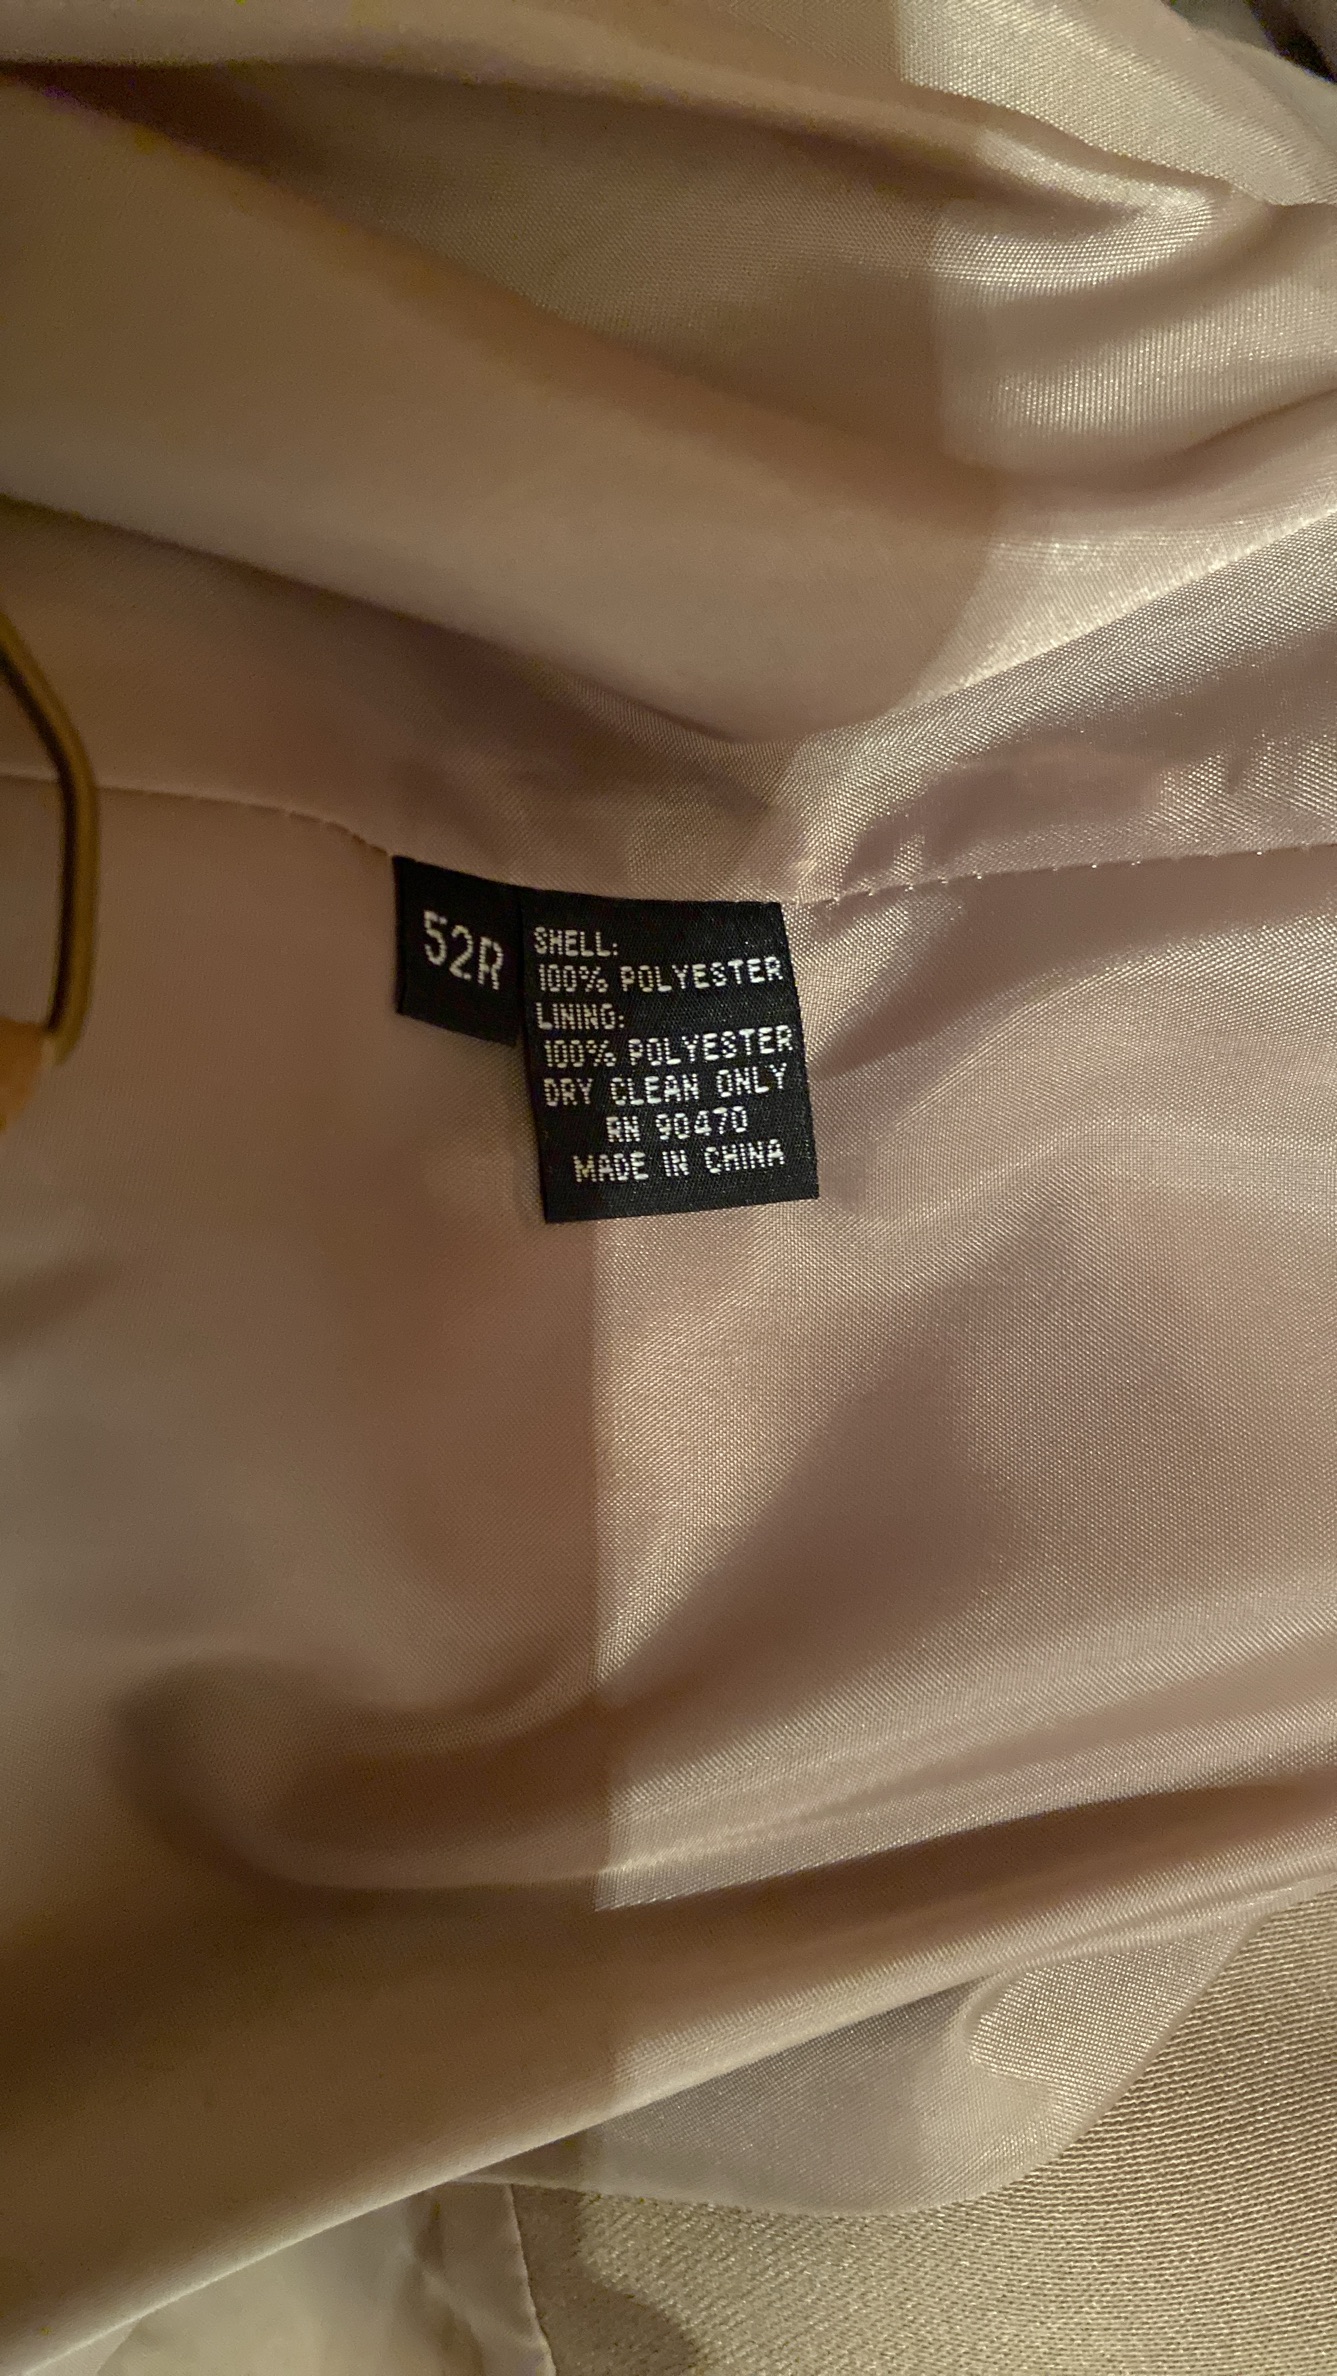 52R
SHELL:
100% POLYESTER
LINING:
100% POLYESTER
DRY CLEAN ONLY
RN 90470
MADE IN CHINA